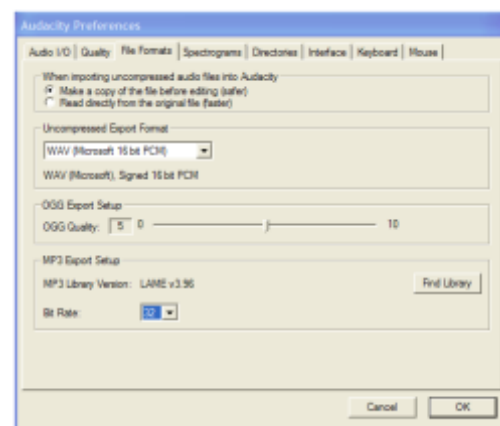 Audacity Preferences
Audio I/O Quality File Formats Spectrograms Directories Interface Keyboard Mouse
When importing uncompressed audio files into Audacity
Make a copy of the file before editing (safer)
Read directly from the original file (faster)
Uncompressed Export Format
WAV (Microsoft 16 bit PCM)
WAV (Microsoft), Signed 16 bit PCM
OGG Export Setup
OGG Quality: 5 0 10
MP3 Export Setup
MP3 Library Version: LAME v3.96 Find Library
Bit Rate: 32
Cancel OK